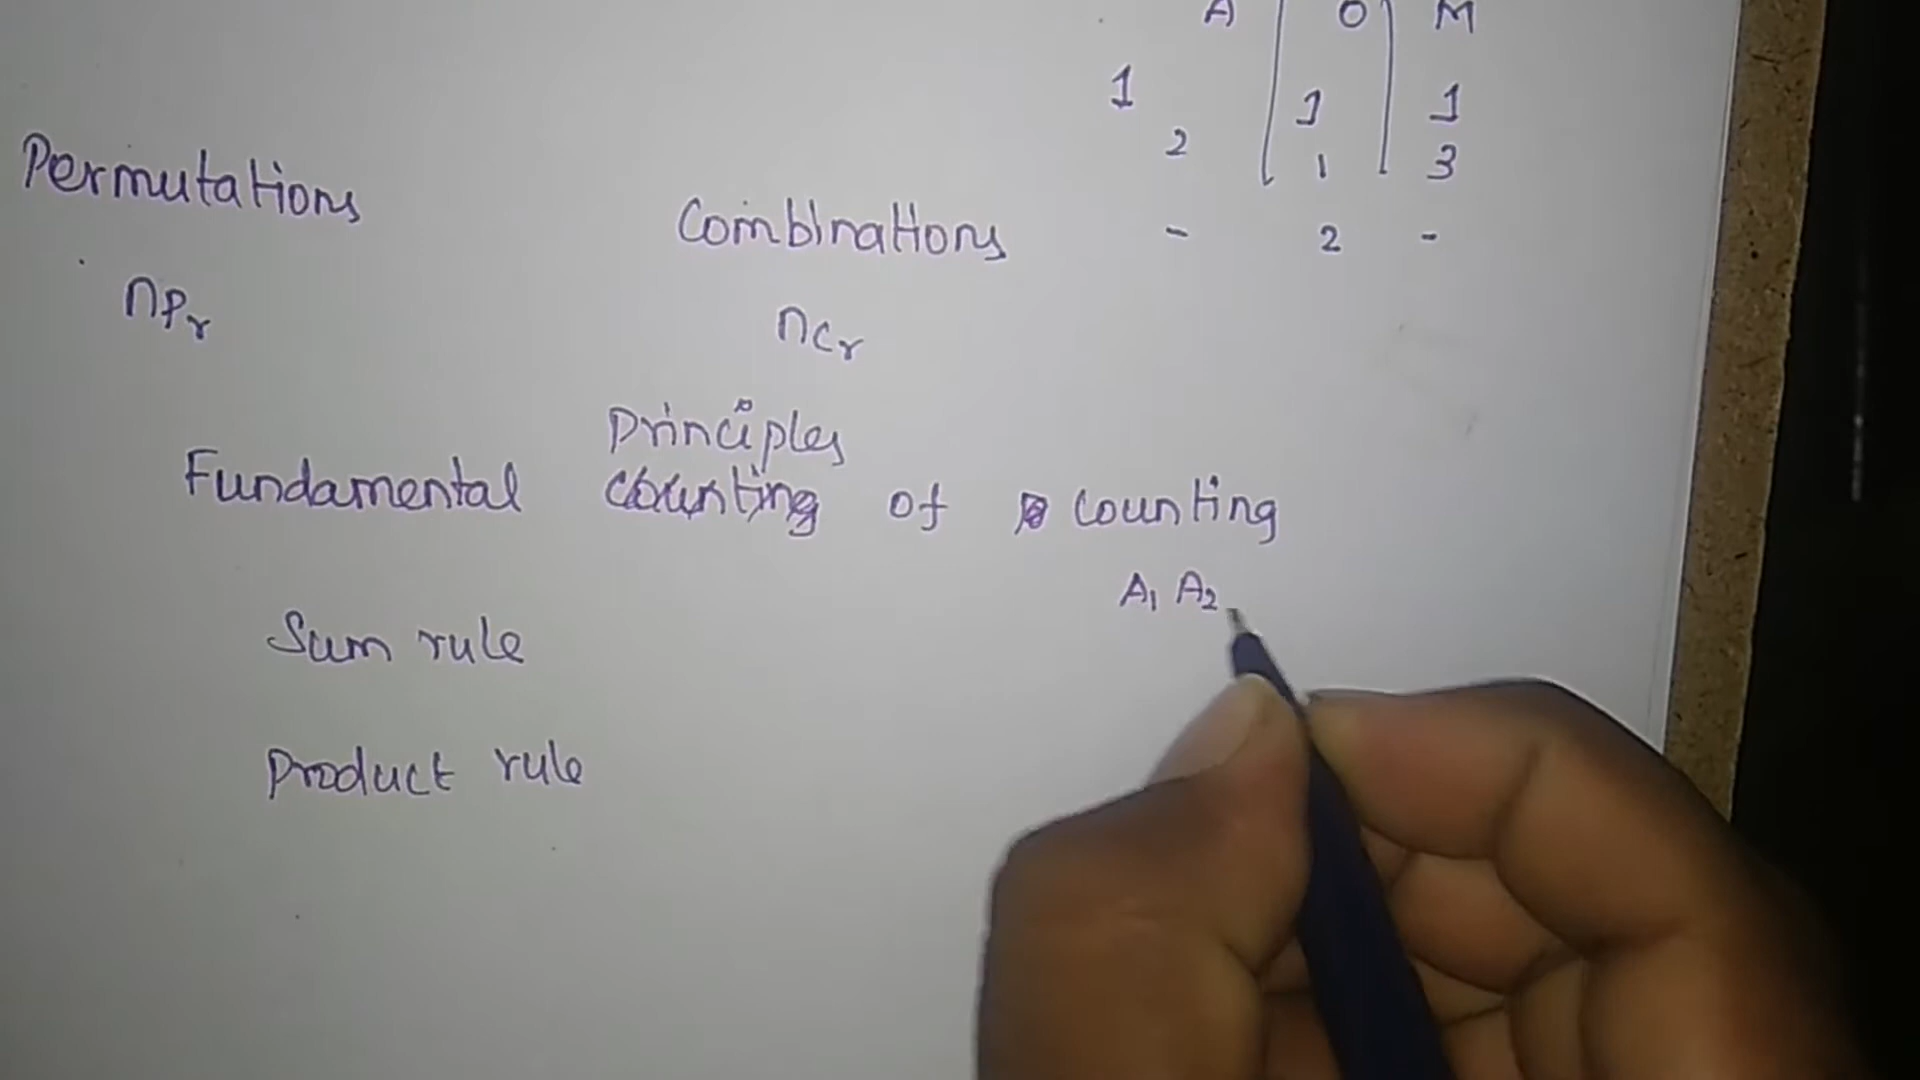 A O M
1 1 1
2 1 3
- 2 -
Permutations
Combinations
nPr
nCr
Principles
Fundamental counting of counting
A1 A2
Sum rule
Product rule